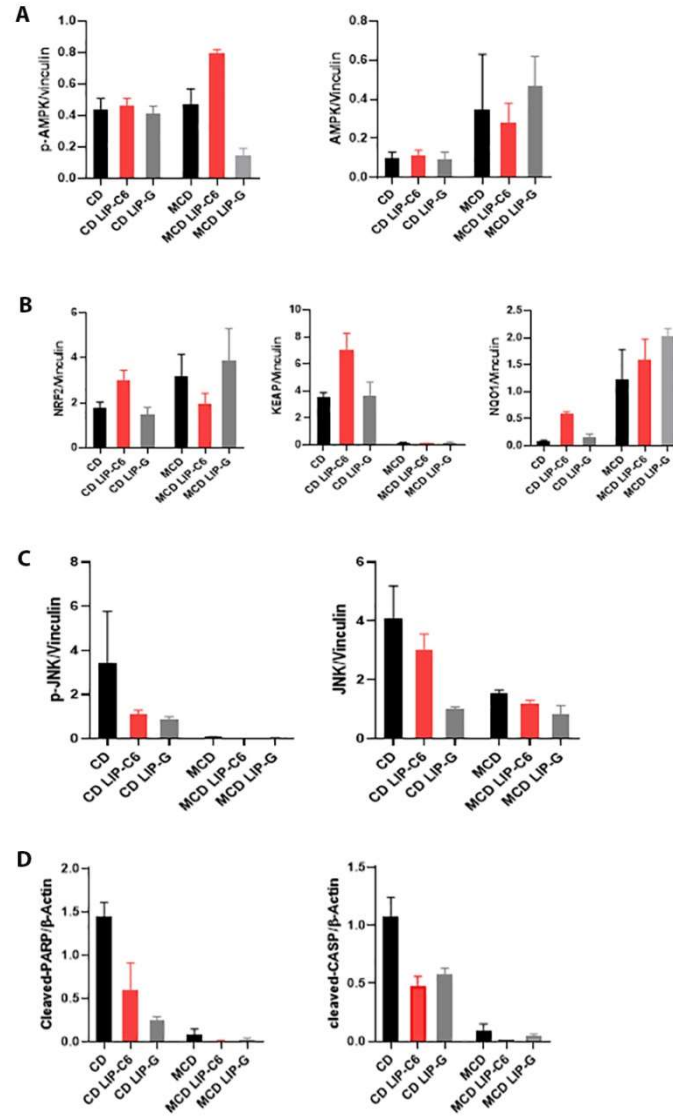 A
p-AMPK/vinculin
1.0
0.8
0.6
0.4
0.2
0.0
CD
CD LIP-C6
CD LIP-G
MCD
MCD LIP-C6
MCD LIP-G
AMPK/Vinculin
0.8
0.6
0.4
0.2
0.0
CD
CD LIP-C6
CD LIP-G
MCD
MCD LIP-C6
MCD LIP-G
B
NRF2/Vinculin
6
4
2
0
CD
CD LIP-C6
CD LIP-G
MCD
MCD LIP-C6
MCD LIP-G
KEAP/Vinculin
10
8
6
4
2
0
CD
CD LIP-C6
CD LIP-G
MCD
MCD LIP-C6
MCD LIP-G
NQO1/Vinculin
2.5
2.0
1.5
1.0
0.5
0.0
CD
CD LIP-C6
CD LIP-G
MCD
MCD LIP-C6
MCD LIP-G
C
p-JNK/Vinculin
8
6
4
2
0
CD
CD LIP-C6
CD LIP-G
MCD
MCD LIP-C6
MCD LIP-G
JNK/Vinculin
6
4
2
0
CD
CD LIP-C6
CD LIP-G
MCD
MCD LIP-C6
MCD LIP-G
D
Cleaved-PARP/β-Actin
2.0
1.5
1.0
0.5
0.0
CD
CD LIP-C6
CD LIP-G
MCD
MCD LIP-C6
MCD LIP-G
cleaved-CASP/β-Actin
1.5
1.0
0.5
0.0
CD
CD LIP-C6
CD LIP-G
MCD
MCD LIP-C6
MCD LIP-G